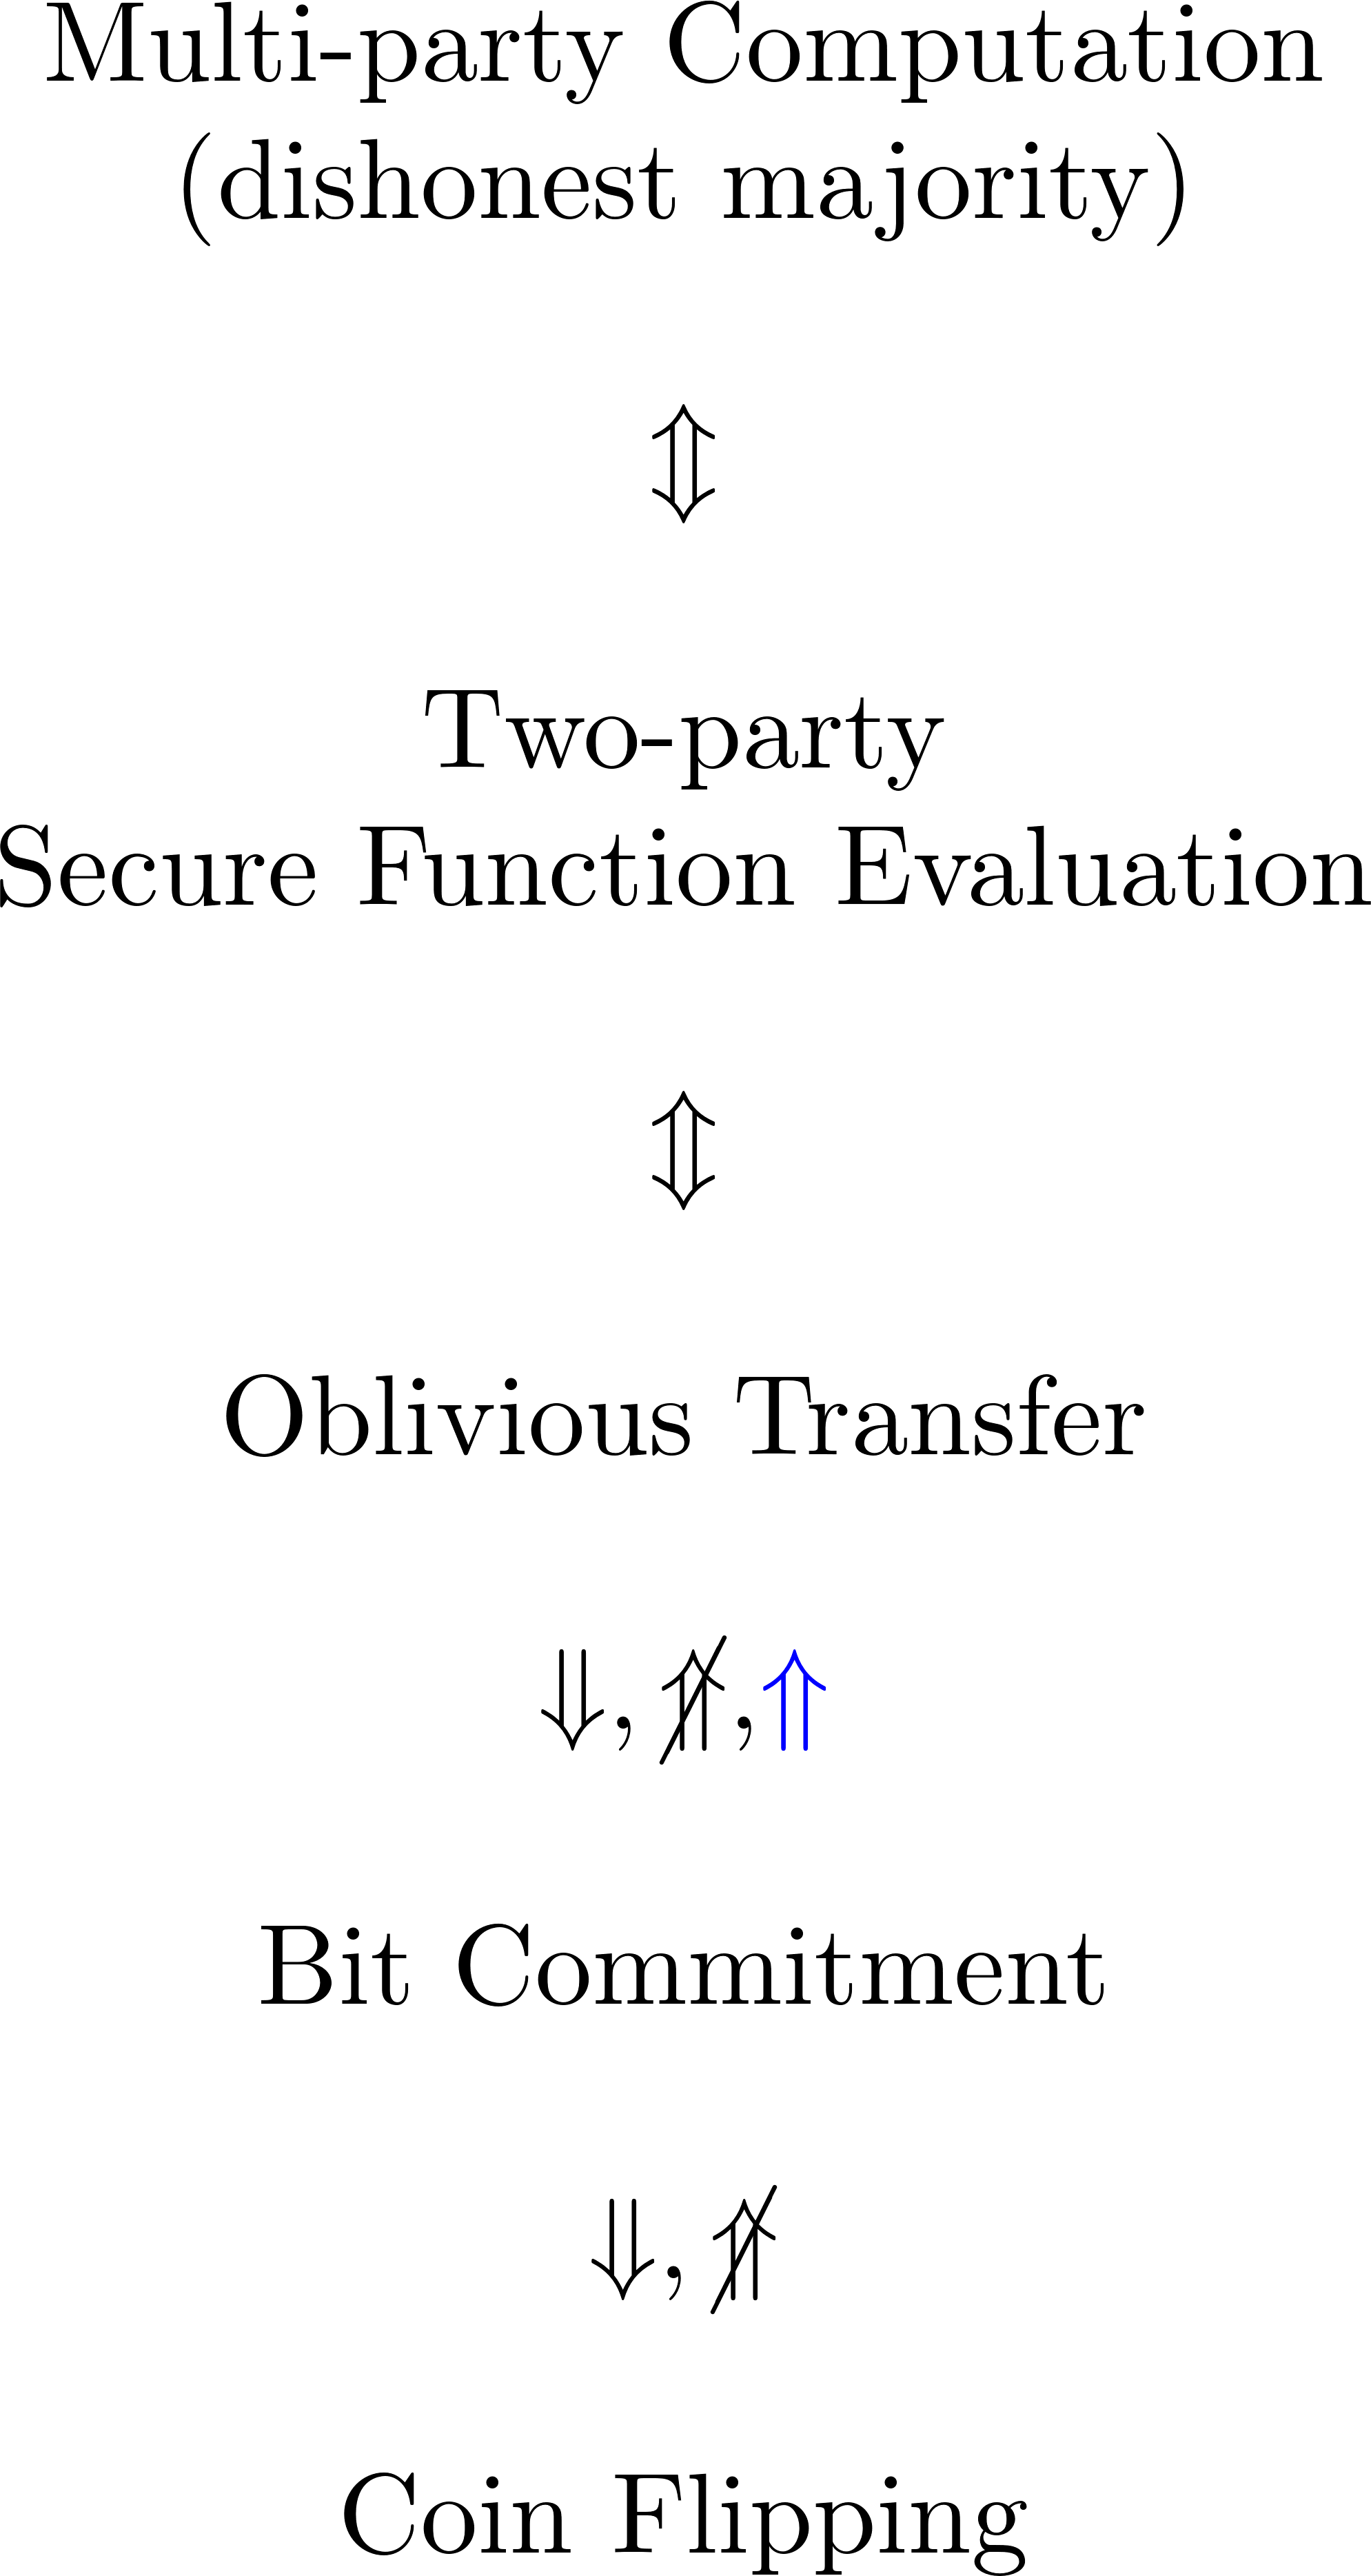 Multi-party Computation
(dishonest majority)
⇕
Two-party
Secure Function Evaluation
⇕
Oblivious Transfer
⇓, ⇑̸, ⇑
Bit Commitment
⇓, ⇑̸
Coin Flipping